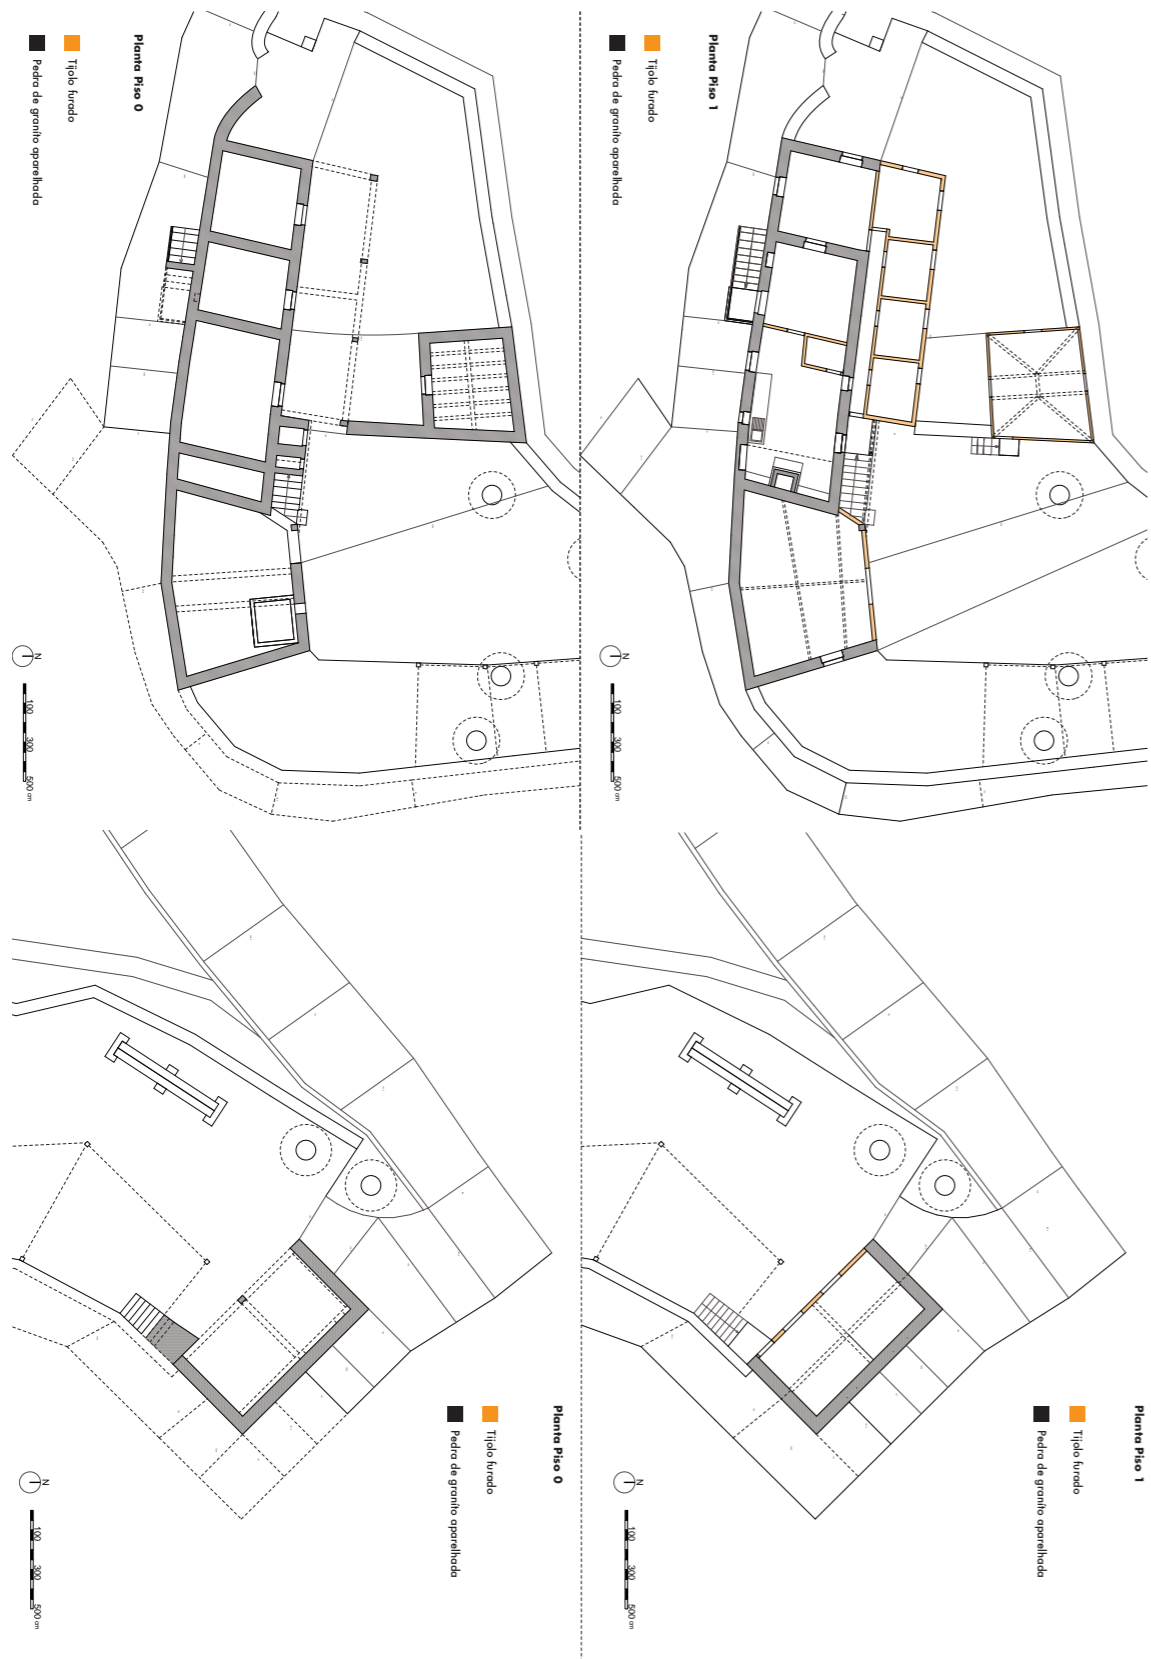 Planta Piso 0
Tijolo furado
Pedra de granito aparelhada
N
100
300
500 cm
Planta Piso 1
Tijolo furado
Pedra de granito aparelhada
N
100
300
500 cm
Planta Piso 0
Tijolo furado
Pedra de granito aparelhada
N
100
300
500 cm
Planta Piso 1
Tijolo furado
Pedra de granito aparelhada
N
100
300
500 cm